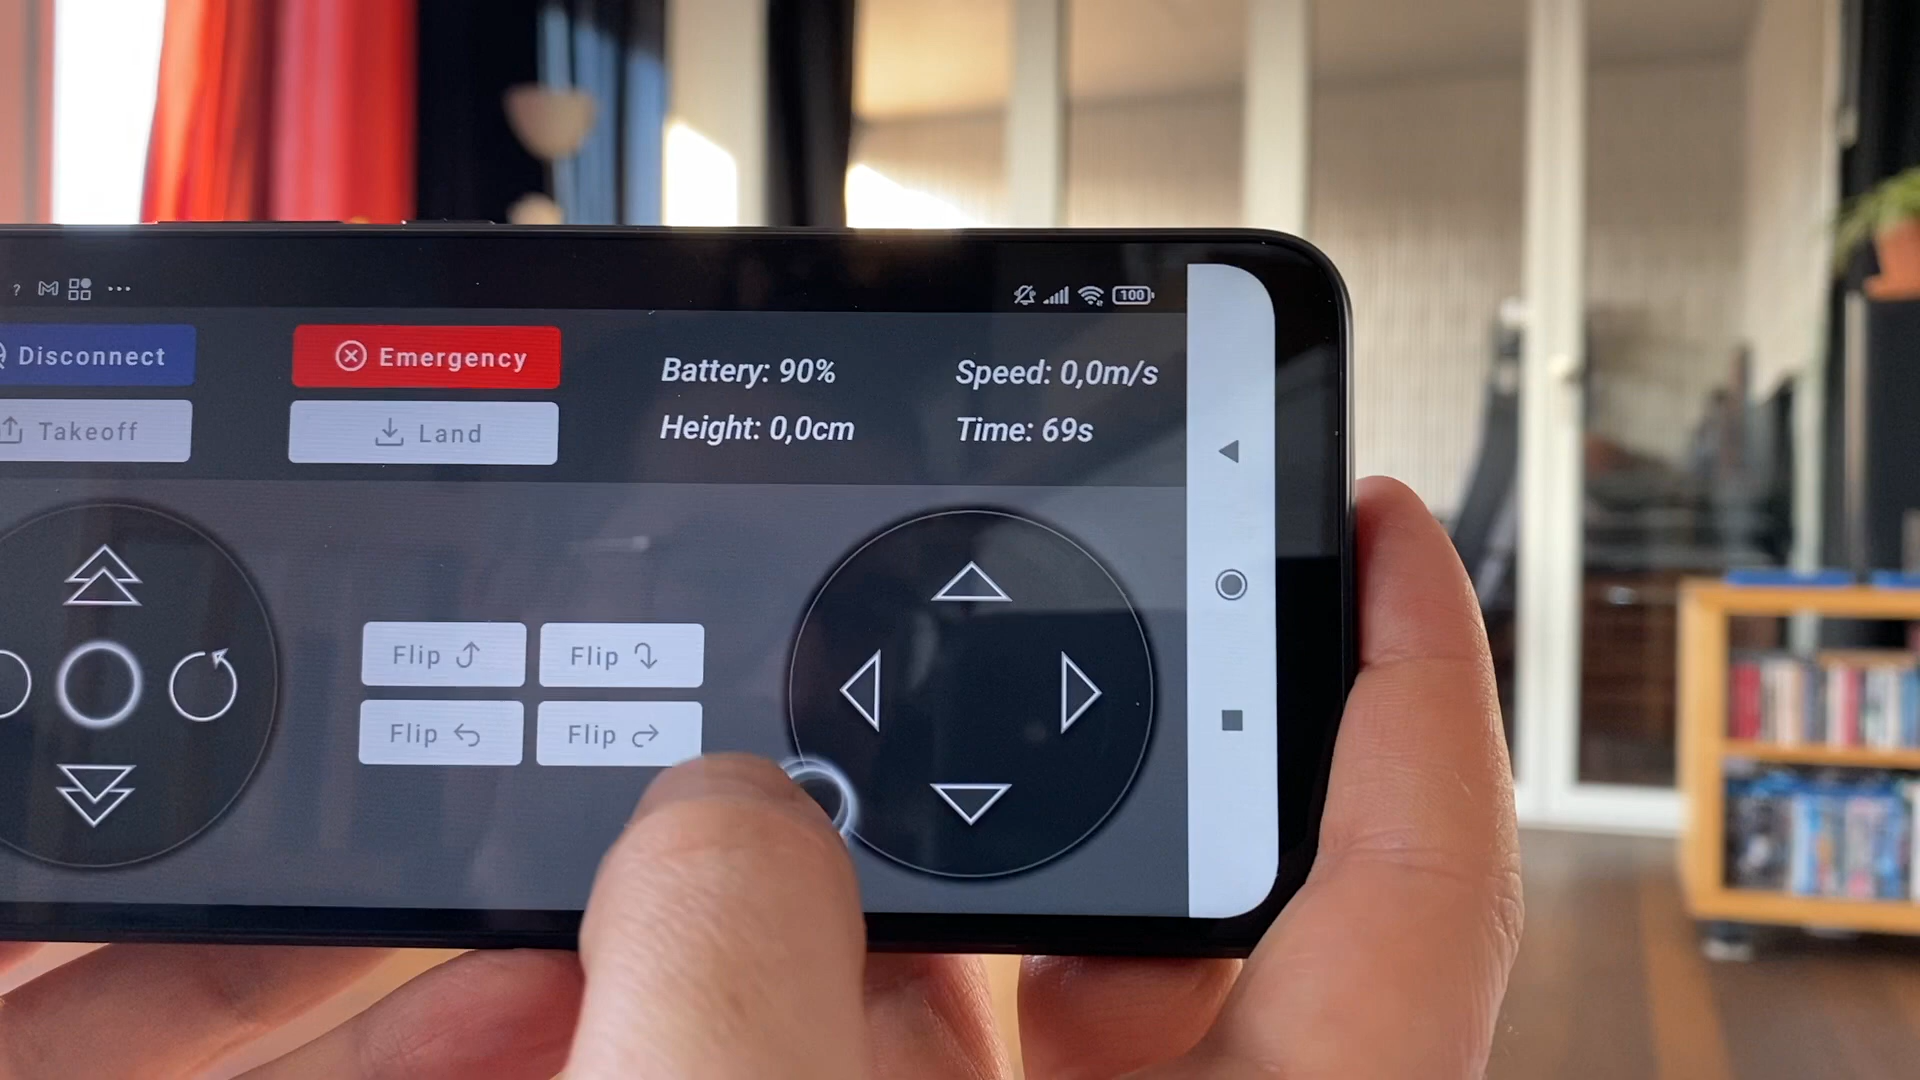 100
Disconnect
Emergency
Battery: 90%
Speed: 0,0m/s
Takeoff
Land
Height: 0,0cm
Time: 69s
Flip
Flip
Flip
Flip